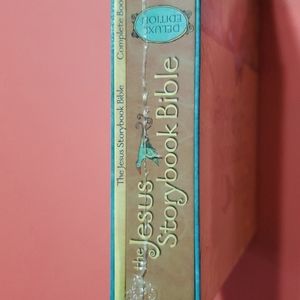 DELUXE
EDITION
the Jesus
Storybook Bible
The Jesus Storybook Bible
Complete Boo